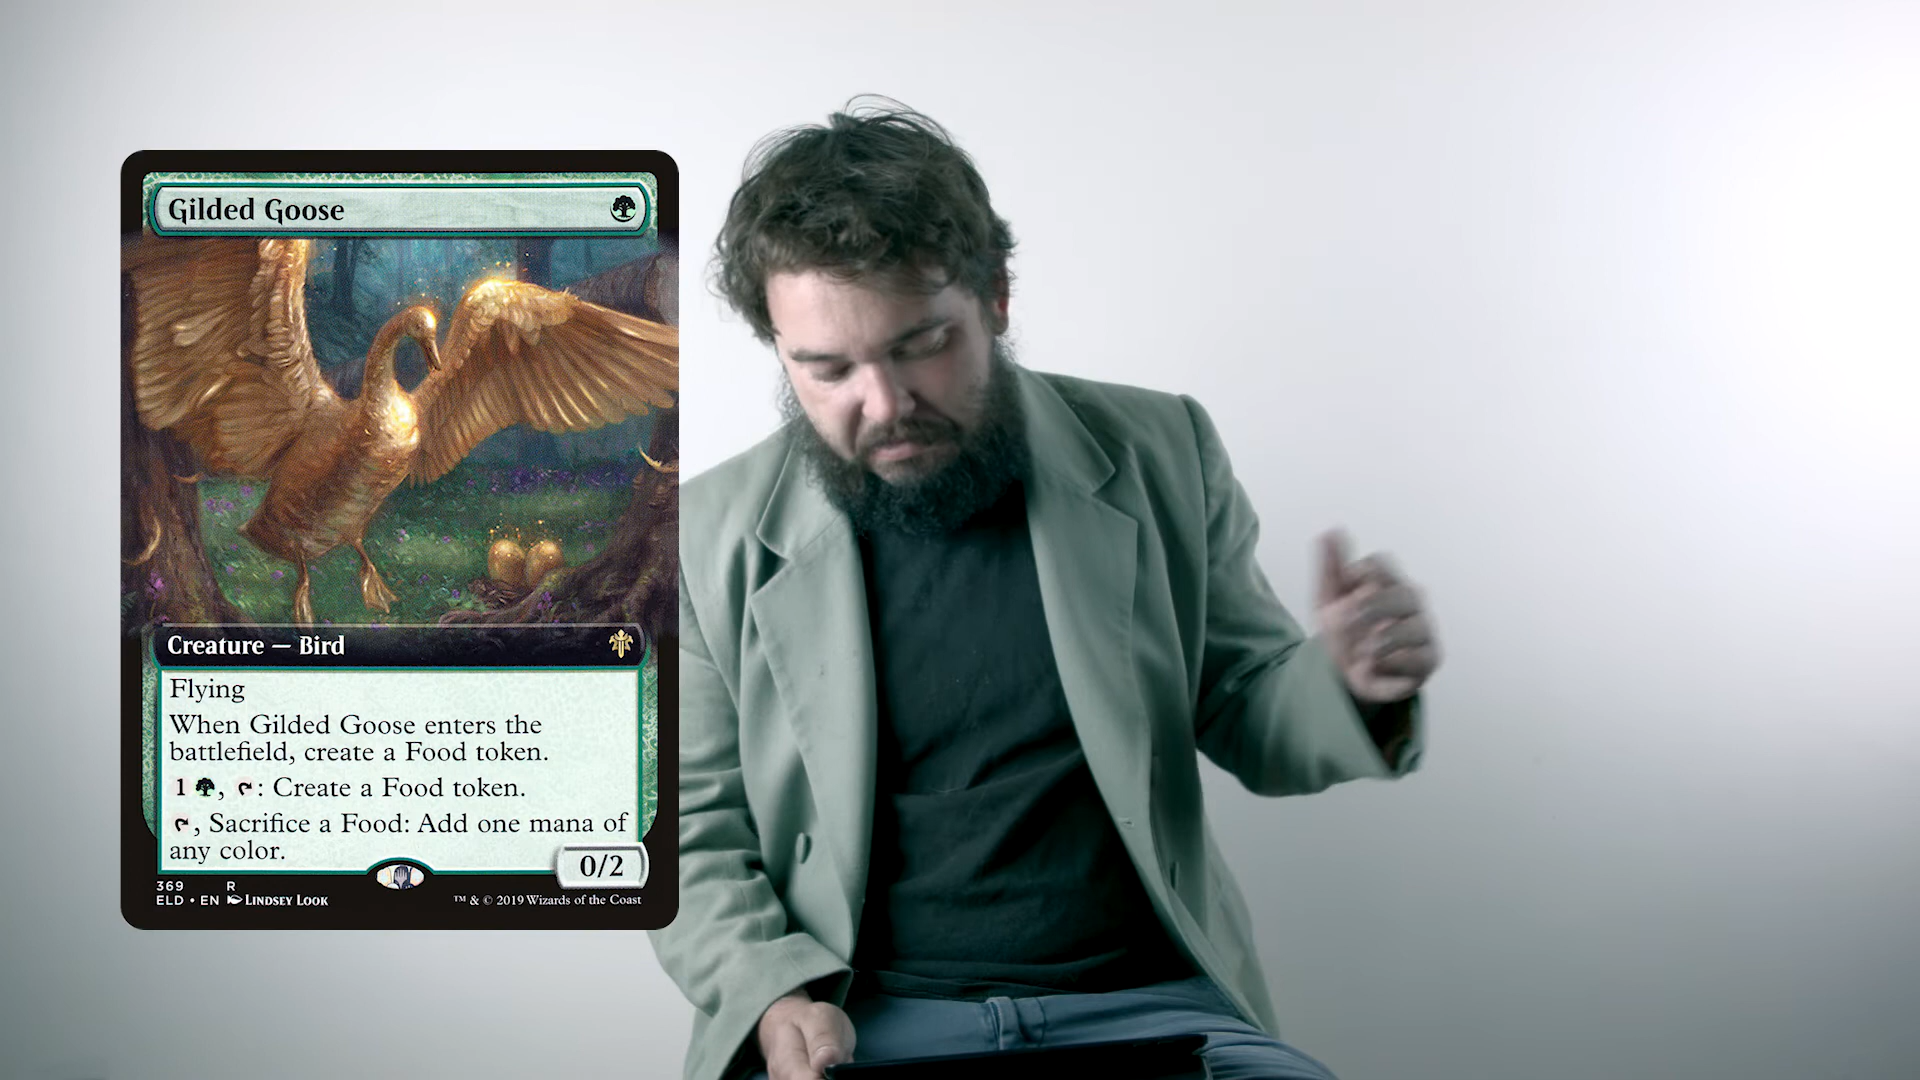 Gilded Goose
Creature — Bird
Flying
When Gilded Goose enters the
battlefield, create a Food token.
1 , : Create a Food token.
, Sacrifice a Food: Add one mana of
any color.
0/2
369 R
ELD • EN LINDSEY LOOK
™ & © 2019 Wizards of the Coast